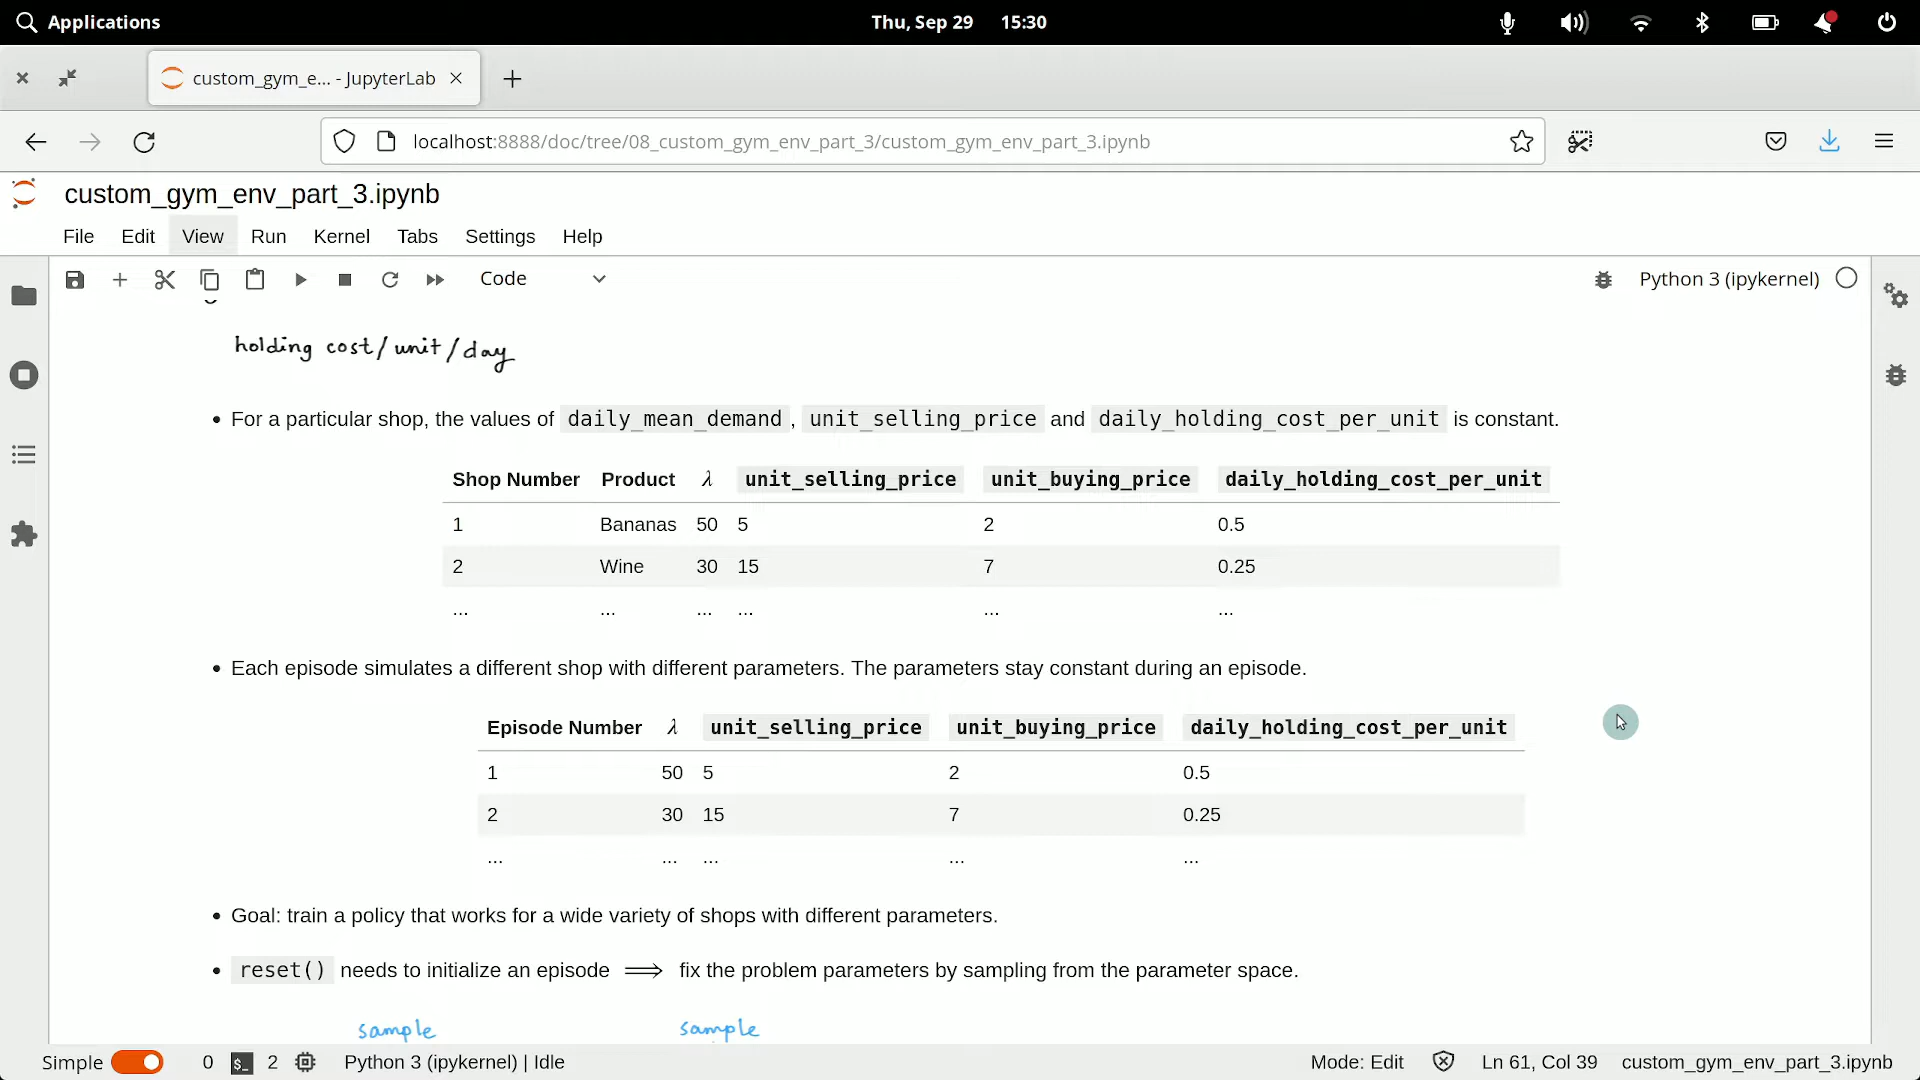 Applications
Thu, Sep 29 15:30
custom_gym_e... - JupyterLab
localhost:8888/doc/tree/08_custom_gym_env_part_3/custom_gym_env_part_3.ipynb
custom_gym_env_part_3.ipynb
File Edit View Run Kernel Tabs Settings Help
Code Python 3 (ipykernel)
holding cost/unit/day
• For a particular shop, the values of daily_mean_demand, unit_selling_price and daily_holding_cost_per_unit is constant.
Shop Number Product λ unit_selling_price unit_buying_price daily_holding_cost_per_unit
1 Bananas 50 5 2 0.5
2 Wine 30 15 7 0.25
... ... ... ... ... ...
• Each episode simulates a different shop with different parameters. The parameters stay constant during an episode.
Episode Number λ unit_selling_price unit_buying_price daily_holding_cost_per_unit
1 50 5 2 0.5
2 30 15 7 0.25
... ... ... ... ...
• Goal: train a policy that works for a wide variety of shops with different parameters.
• reset() needs to initialize an episode ⟹ fix the problem parameters by sampling from the parameter space.
sample sample
Simple 0 $_ 2 Python 3 (ipykernel) | Idle Mode: Edit Ln 61, Col 39 custom_gym_env_part_3.ipynb